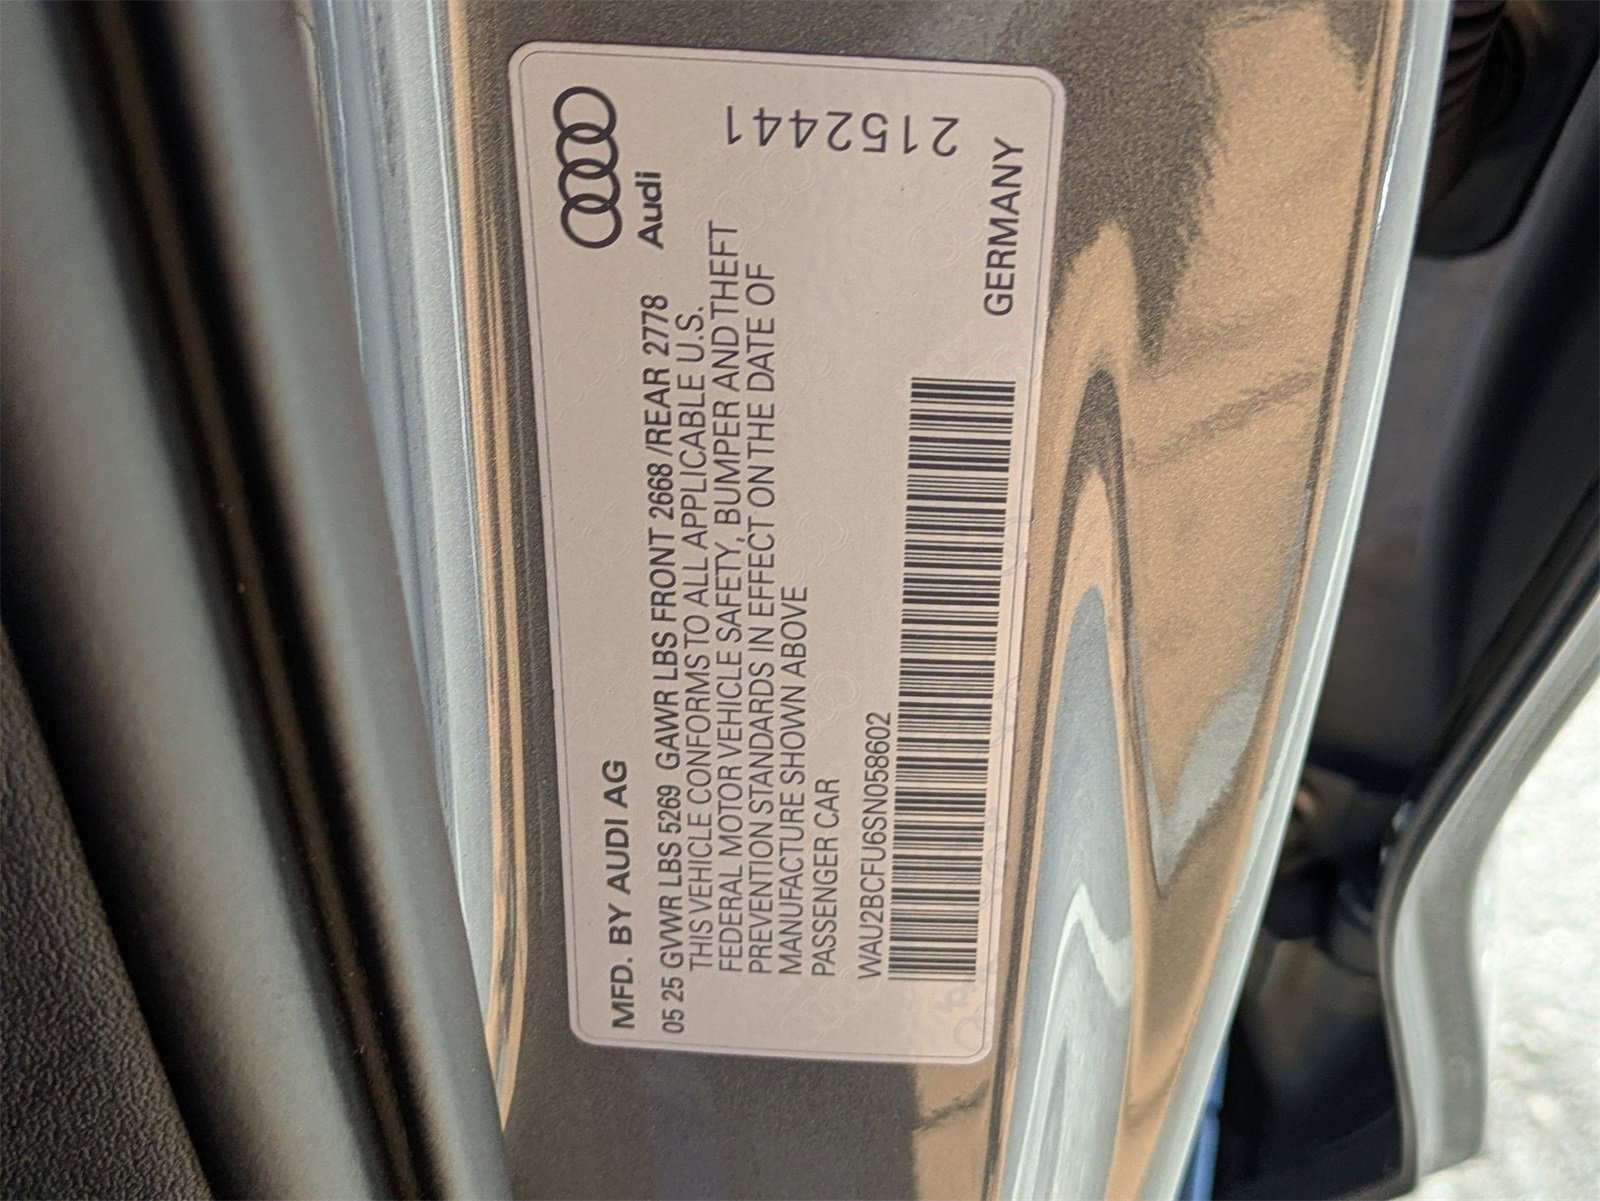 MFD. BY AUDI AG
Audi
05 25 GVWR LBS 5269 GAWR LBS FRONT 2668/REAR 2778
THIS VEHICLE CONFORMS TO ALL APPLICABLE U.S.
FEDERAL MOTOR VEHICLE SAFETY, BUMPER AND THEFT
PREVENTION STANDARDS IN EFFECT ON THE DATE OF
MANUFACTURE SHOWN ABOVE
PASSENGER CAR
WAU2BCFU6SN058602
GERMANY
2152441